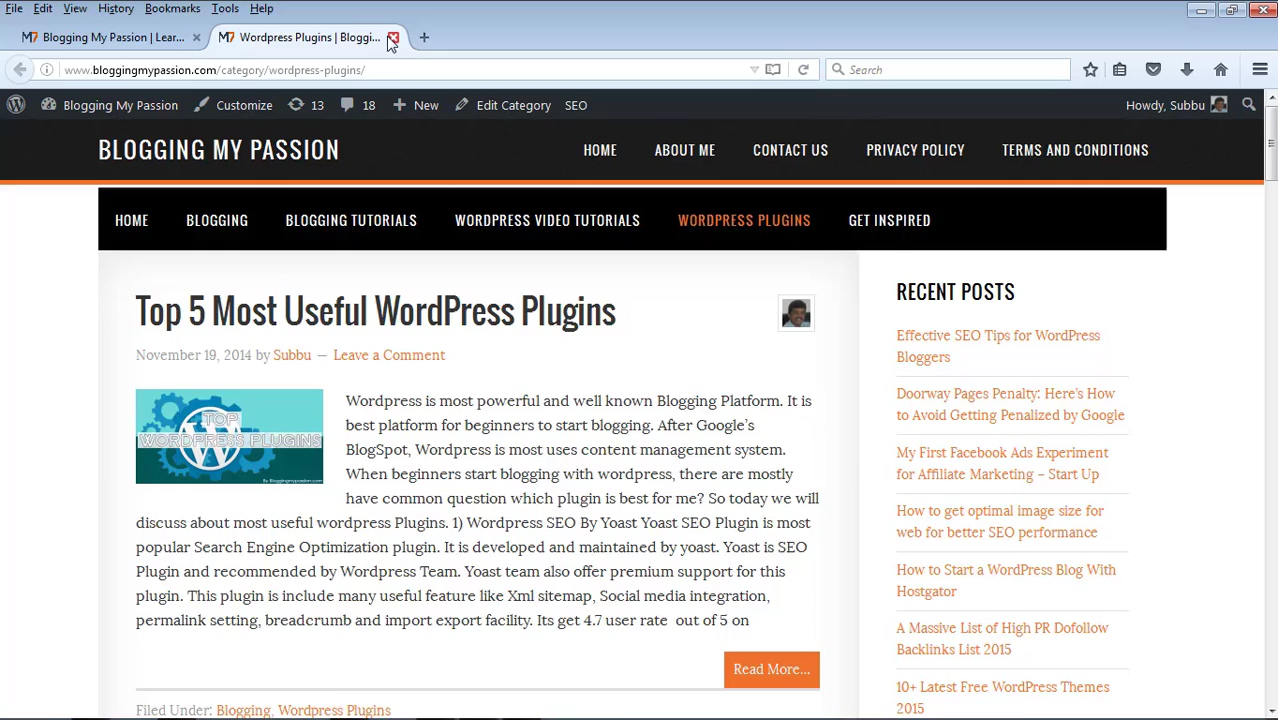 File Edit View History Bookmarks Tools Help
Blogging My Passion | Lear...
Wordpress Plugins | Bloggi...
www.bloggingmypassion.com/category/wordpress-plugins/
Search
Blogging My Passion Customize 13 18 New Edit Category SEO Howdy, Subbu
BLOGGING MY PASSION
HOME ABOUT ME CONTACT US PRIVACY POLICY TERMS AND CONDITIONS
HOME BLOGGING BLOGGING TUTORIALS WORDPRESS VIDEO TUTORIALS WORDPRESS PLUGINS GET INSPIRED
Top 5 Most Useful WordPress Plugins
November 19, 2014 by Subbu — Leave a Comment
TOP
WORDPRESS PLUGINS
By Bloggingmypassion.com
Wordpress is most powerful and well known Blogging Platform. It is
best platform for beginners to start blogging. After Google's
BlogSpot, Wordpress is most uses content management system.
When beginners start blogging with wordpress, there are mostly
have common question which plugin is best for me? So today we will
discuss about most useful wordpress Plugins. 1) Wordpress SEO By Yoast Yoast SEO Plugin is most
popular Search Engine Optimization plugin. It is developed and maintained by yoast. Yoast is SEO
Plugin and recommended by Wordpress Team. Yoast team also offer premium support for this
plugin. This plugin is include many useful feature like Xml sitemap, Social media integration,
permalink setting, breadcrumb and import export facility. Its get 4.7 user rate out of 5 on
Read More...
Filed Under: Blogging, Wordpress Plugins
RECENT POSTS
Effective SEO Tips for WordPress
Bloggers
Doorway Pages Penalty: Here's How
to Avoid Getting Penalized by Google
My First Facebook Ads Experiment
for Affiliate Marketing – Start Up
How to get optimal image size for
web for better SEO performance
How to Start a WordPress Blog With
Hostgator
A Massive List of High PR Dofollow
Backlinks List 2015
10+ Latest Free WordPress Themes
2015